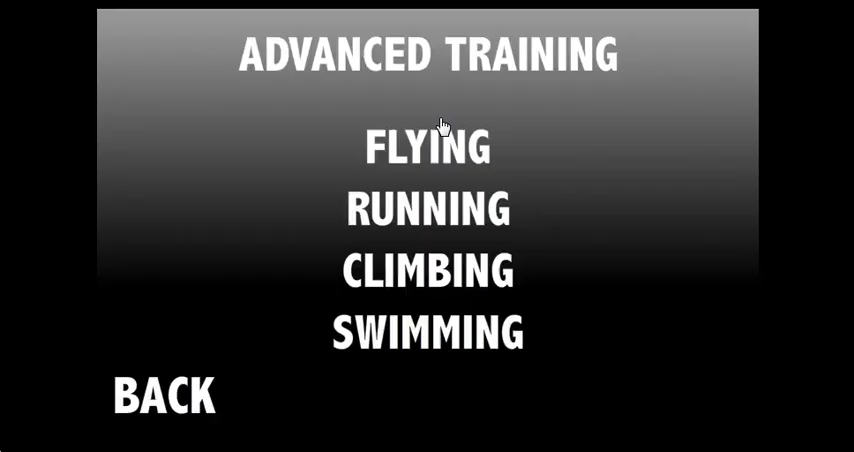 ADVANCED TRAINING
FLYING
RUNNING
CLIMBING
SWIMMING
BACK